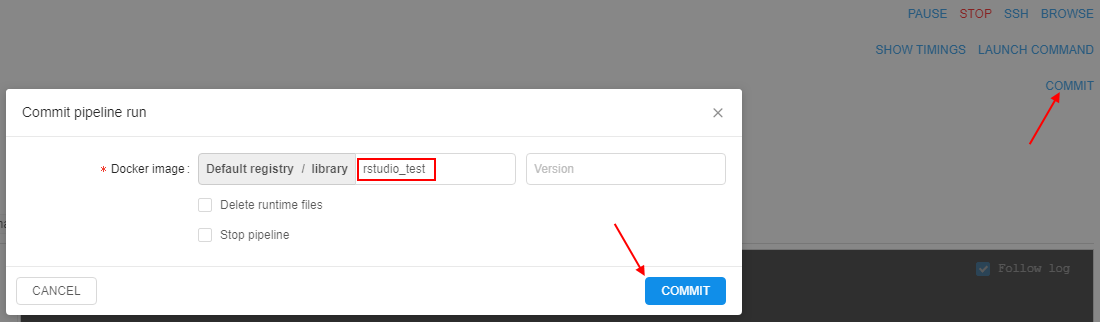 PAUSE STOP SSH BROWSE
SHOW TIMINGS LAUNCH COMMAND
COMMIT
Commit pipeline run
* Docker image : Default registry / library rstudio_test Version
Delete runtime files
Stop pipeline
Follow log
CANCEL COMMIT